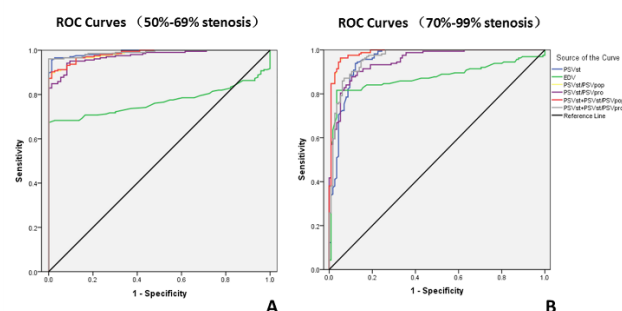 ROC Curves （50%-69% stenosis）
1.0
0.8
0.6
0.4
0.2
0.0
Sensitivity
0.0 0.2 0.4 0.6 0.8 1.0
1 - Specificity
A
ROC Curves （70%-99% stenosis）
1.0
0.8
0.6
0.4
0.2
0.0
Sensitivity
0.0 0.2 0.4 0.6 0.8 1.0
1 - Specificity
B
Source of the Curve
PSVst
EDV
PSVst/PSVpop
PSVst/PSVpro
PSVst+PSVst/PSVpop
PSVst+PSVst/PSVpro
Reference Line